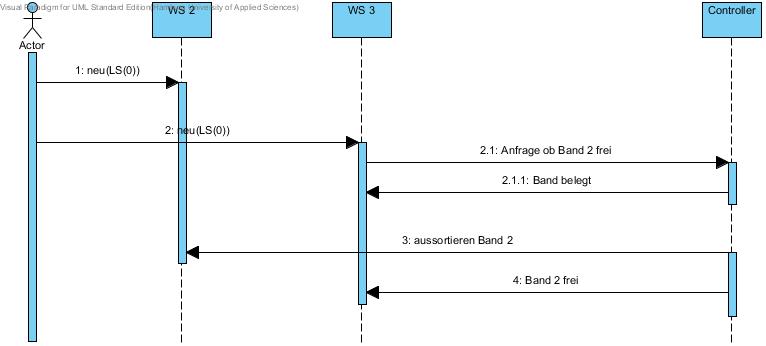 Visual Paradigm for UML Standard Edition(Hamburg University of Applied Sciences)
WS 2
WS 3
Controller
Actor
1: neu(LS(0))
2: neu(LS(0))
2.1: Anfrage ob Band 2 frei
2.1.1: Band belegt
3: aussortieren Band 2
4: Band 2 frei